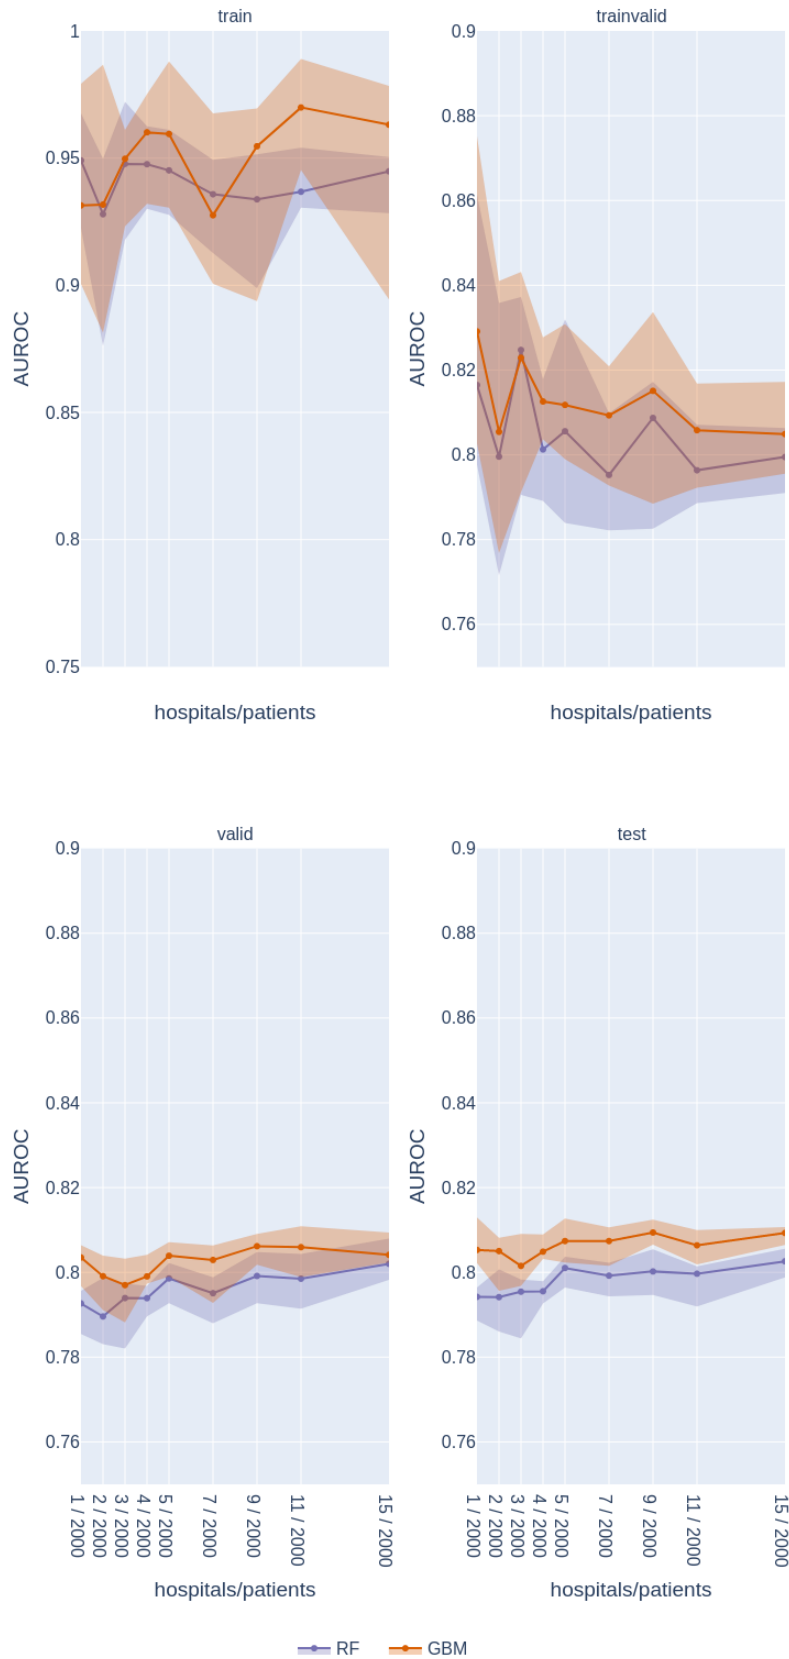 train
trainvalid
1
0.95
0.9
0.85
0.8
0.75
AUROC
hospitals/patients
0.9
0.88
0.86
0.84
0.82
0.8
0.78
0.76
AUROC
hospitals/patients
valid
test
0.9
0.88
0.86
0.84
0.82
0.8
0.78
0.76
AUROC
1 / 2000
2 / 2000
3 / 2000
4 / 2000
5 / 2000
7 / 2000
9 / 2000
11 / 2000
15 / 2000
hospitals/patients
0.9
0.88
0.86
0.84
0.82
0.8
0.78
0.76
AUROC
1 / 2000
2 / 2000
3 / 2000
4 / 2000
5 / 2000
7 / 2000
9 / 2000
11 / 2000
15 / 2000
hospitals/patients
RF
GBM